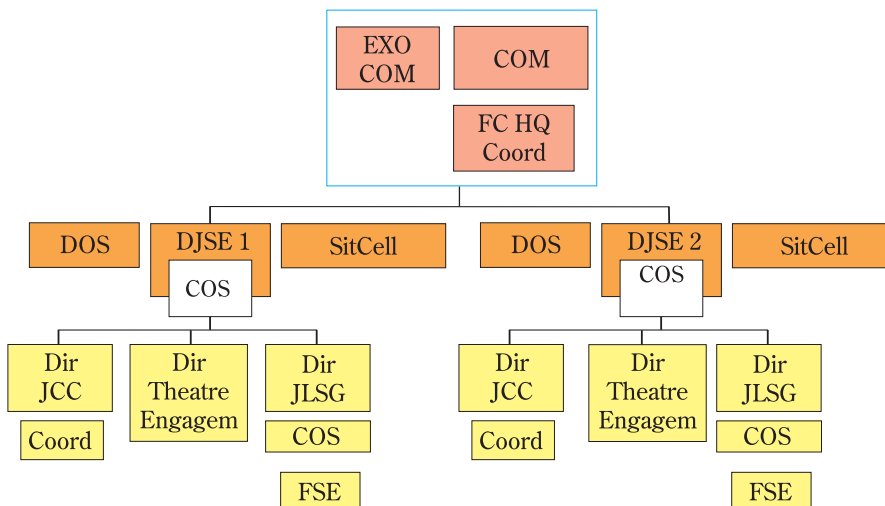 EXO
COM
COM
FC HQ
Coord
DOS
DJSE 1
SitCell
COS
DOS
DJSE 2
SitCell
COS
Dir
JCC
Dir
Theatre
Engagem
Dir
JLSG
Coord
COS
FSE
Dir
JCC
Dir
Theatre
Engagem
Dir
JLSG
Coord
COS
FSE